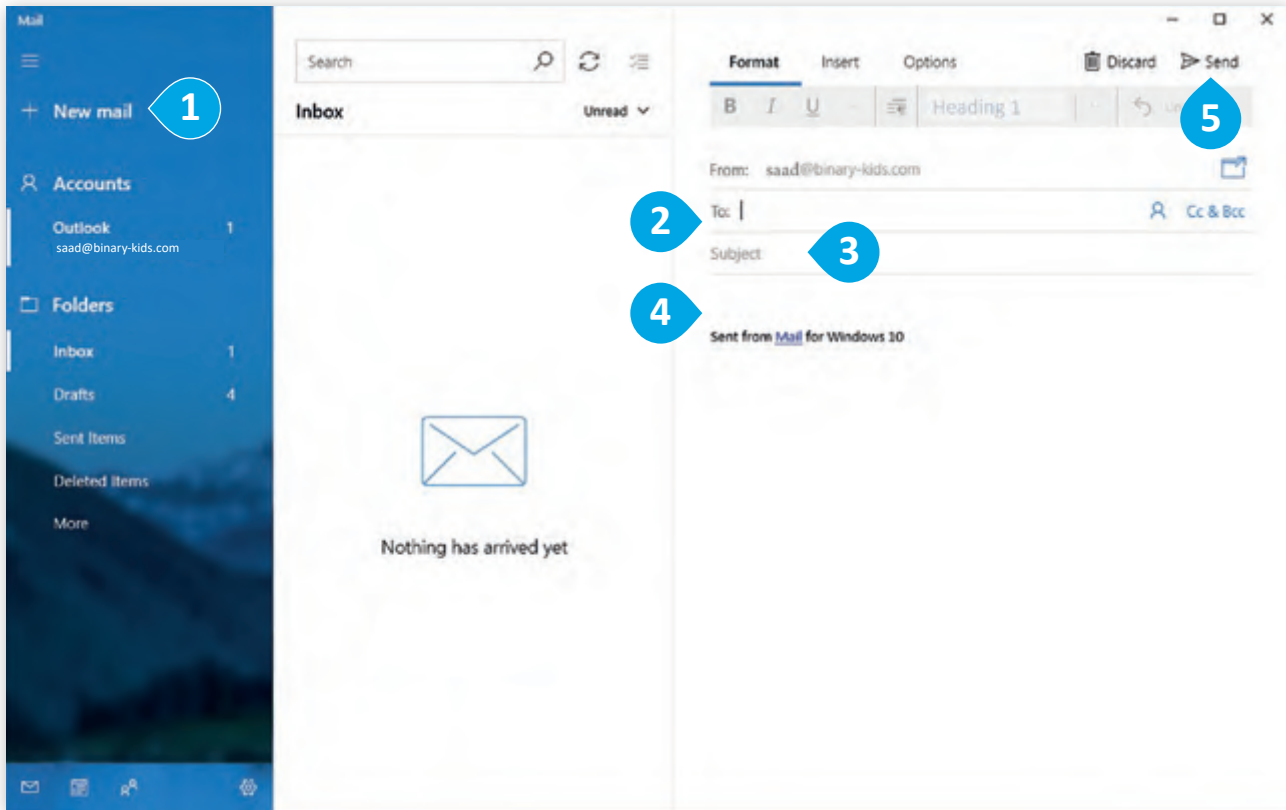 Mail
+ New mail
1
Accounts
Outlook 1
saad@binary-kids.com
Folders
Inbox 1
Drafts 4
Sent Items
Deleted Items
More
Search
Inbox Unread
Nothing has arrived yet
Format Insert Options Discard Send
5
B I U Heading 1
From: saad@binary-kids.com
2
To: Cc & Bcc
Subject
3
4
Sent from Mail for Windows 10